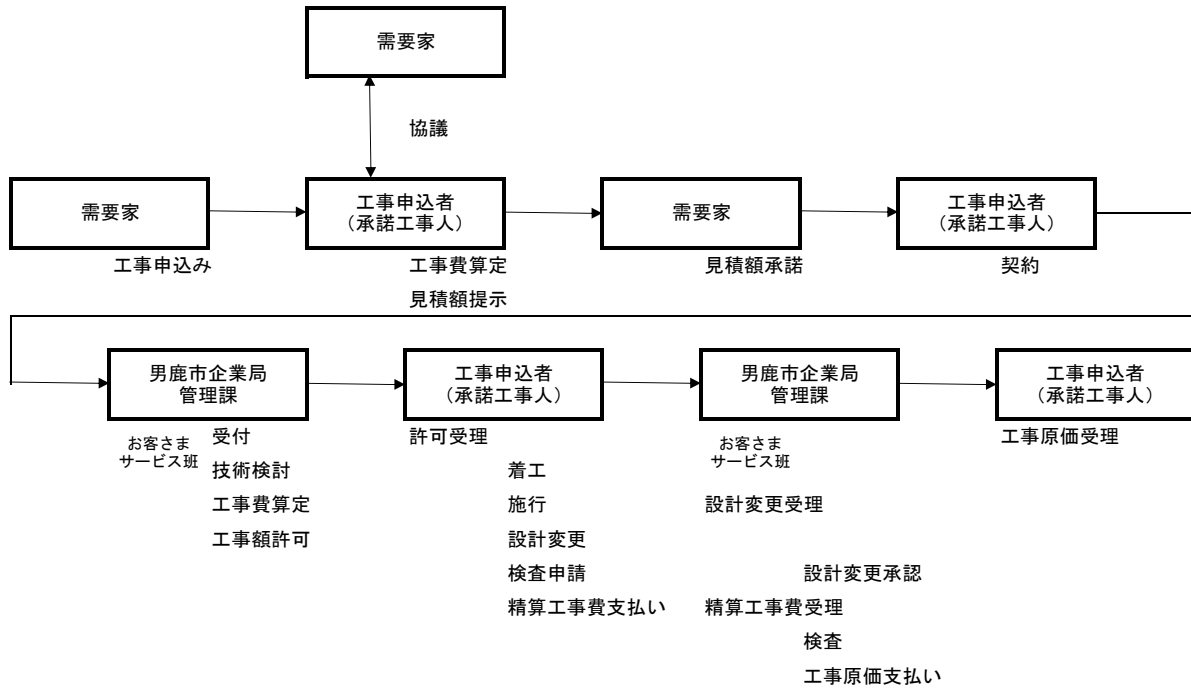 需要家
協議
需要家
工事申込者
（承諾工事人）
需要家
工事申込者
（承諾工事人）
工事申込み
工事費算定
見積額承諾
契約
見積額提示
男鹿市企業局
管理課
工事申込者
（承諾工事人）
男鹿市企業局
管理課
工事申込者
（承諾工事人）
お客さま
サービス班
受付
技術検討
工事費算定
工事額許可
許可受理
着工
施行
設計変更
検査申請
精算工事費支払い
お客さま
サービス班
設計変更受理
設計変更承認
精算工事費受理
検査
工事原価支払い
工事原価受理